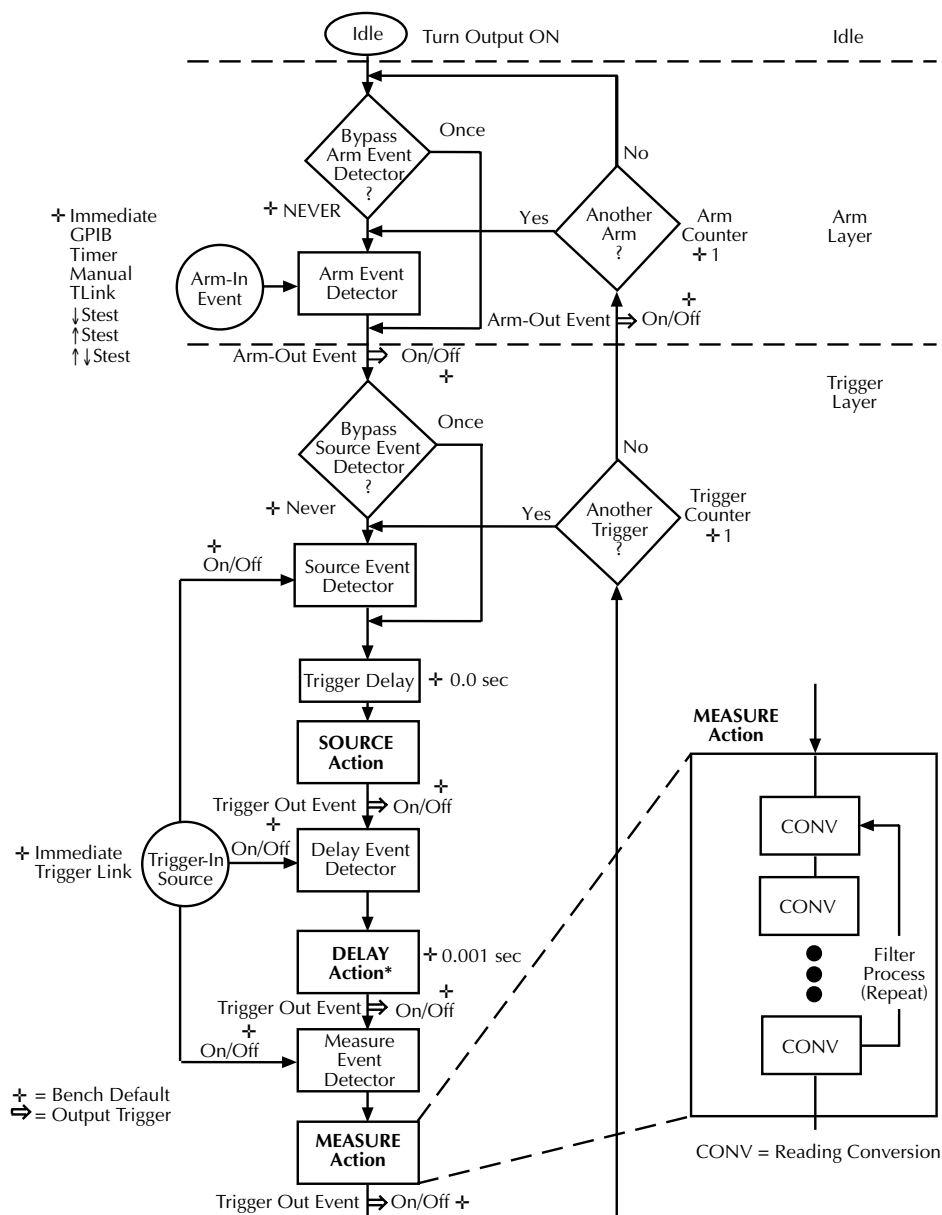 Idle
Turn Output ON
Idle
Bypass
Arm Event
Detector
?
Once
No
✛ NEVER
✛ Immediate
GPIB
Timer
Manual
TLink
↓Stest
↑Stest
↑↓Stest
Yes
Another
Arm
?
Arm
Counter
✛ 1
Arm
Layer
Arm-In
Event
Arm Event
Detector
Arm-Out Event ⇨ On/Off
✛
Arm-Out Event ⇨ On/Off
✛
Trigger
Layer
Bypass
Source Event
Detector
?
Once
No
✛ Never
Yes
Another
Trigger
?
Trigger
Counter
✛ 1
✛
On/Off
Source Event
Detector
Trigger Delay
✛ 0.0 sec
SOURCE
Action
Trigger Out Event ⇨ On/Off
✛
✛ Immediate
Trigger Link
Trigger-In
Source
✛
On/Off
Delay Event
Detector
DELAY
Action*
✛ 0.001 sec
Trigger Out Event ⇨ On/Off
✛
✛
On/Off
Measure
Event
Detector
✛ = Bench Default
⇨ = Output Trigger
MEASURE
Action
Trigger Out Event ⇨ On/Off ✛
MEASURE
Action
CONV
CONV
Filter
Process
(Repeat)
CONV
CONV = Reading Conversion